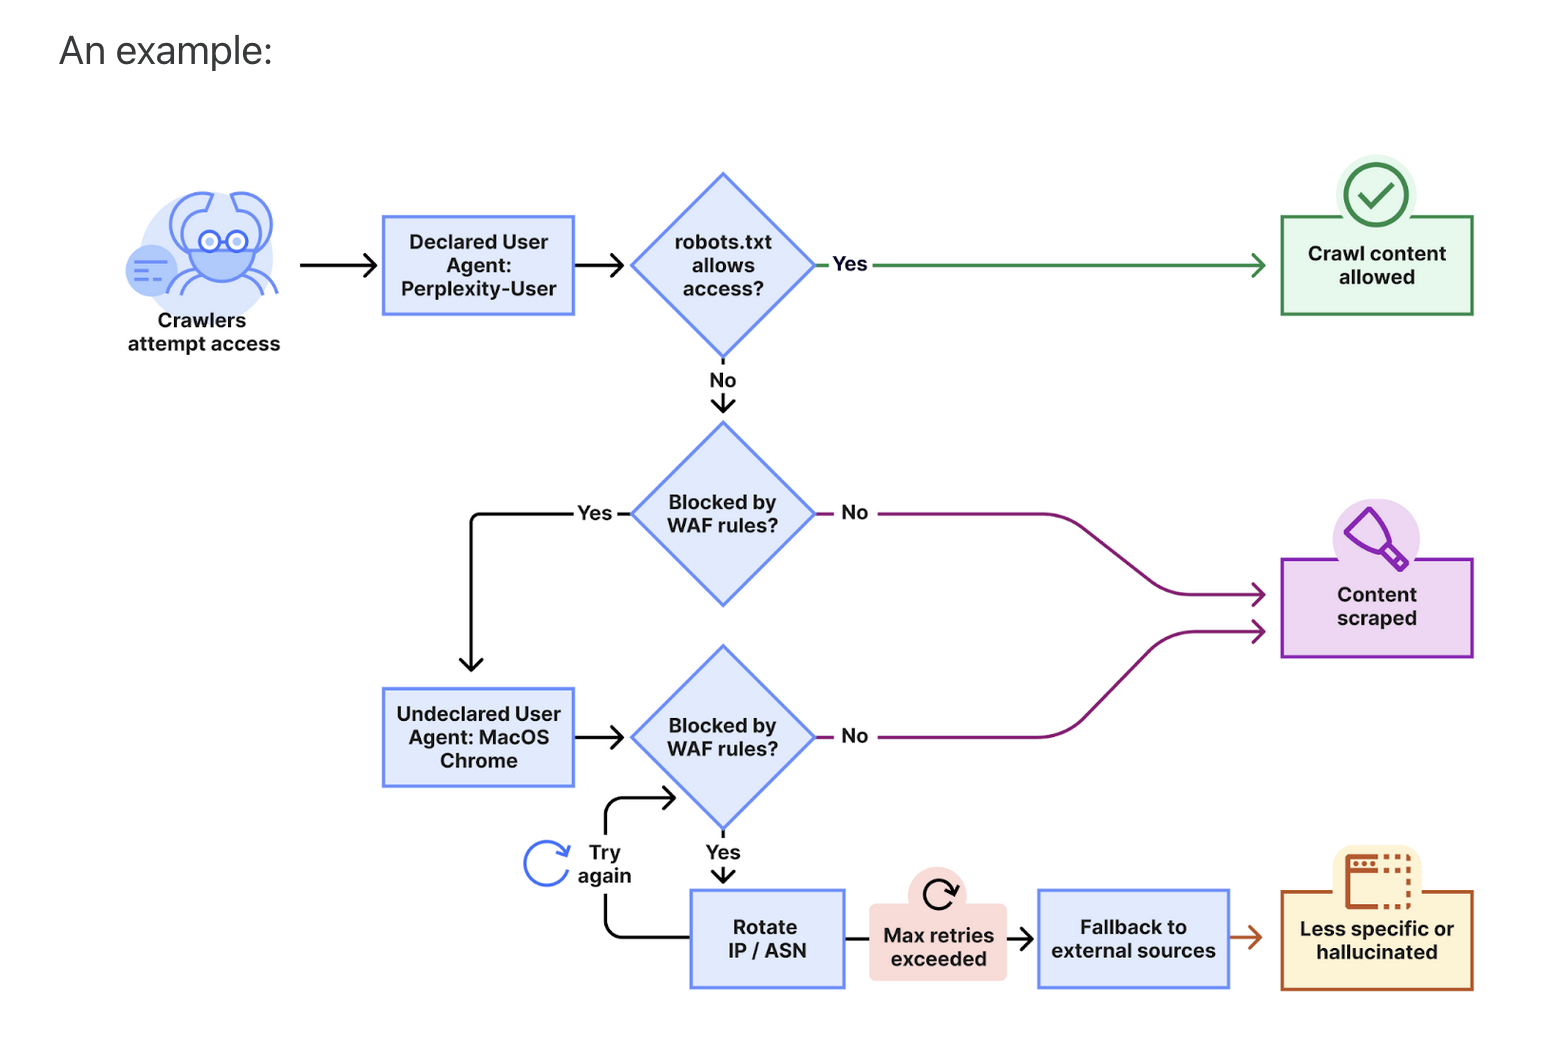 An example:
Crawlers
attempt access
Declared User
Agent:
Perplexity-User
robots.txt
allows
access?
Yes
Crawl content
allowed
No
Blocked by
WAF rules?
Yes
No
Content
scraped
Undeclared User
Agent: MacOS
Chrome
Blocked by
WAF rules?
No
Try
again
Yes
Rotate
IP / ASN
Max retries
exceeded
Fallback to
external sources
Less specific or
hallucinated